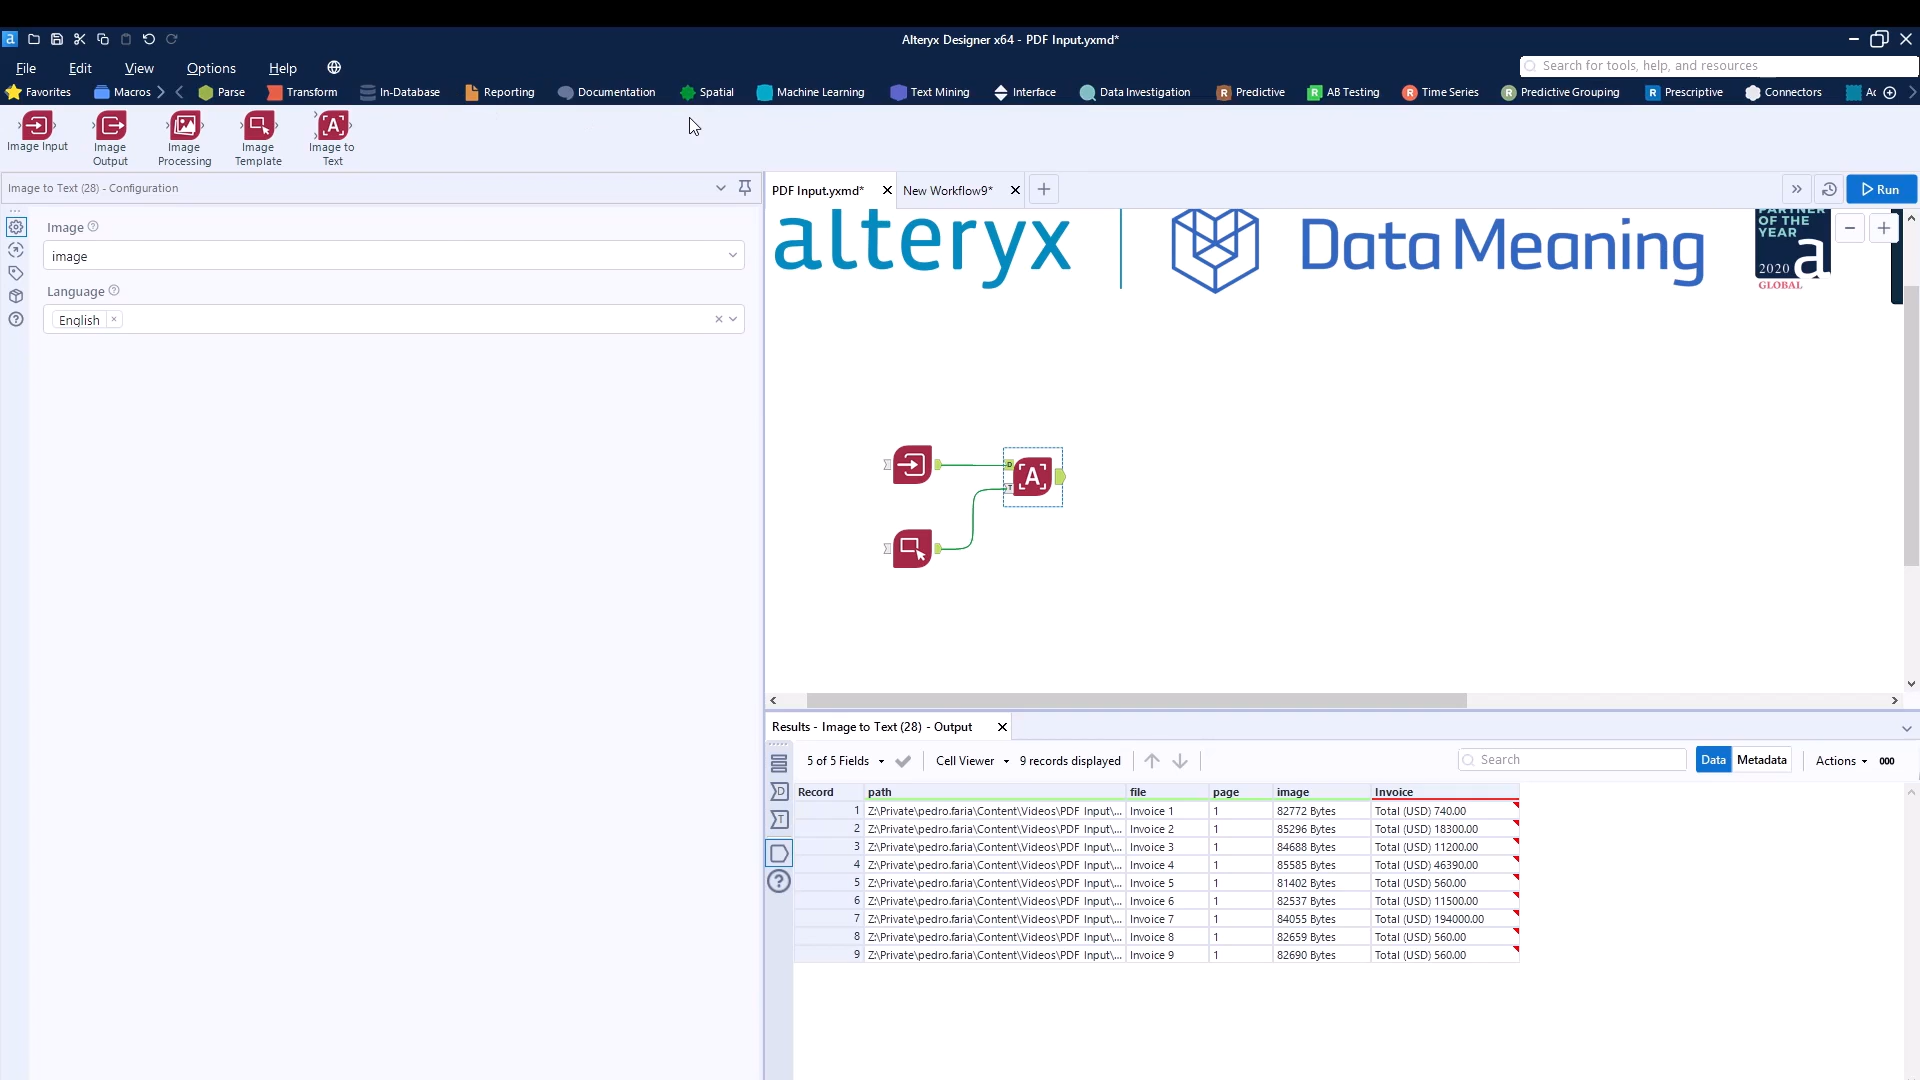 Alteryx Designer x64 - PDF Input.yxmd*
File Edit View Options Help
Search for tools, help, and resources
Favorites Macros Parse Transform In-Database Reporting Documentation Spatial Machine Learning Text Mining Interface Data Investigation Predictive AB Testing Time Series Predictive Grouping Prescriptive Connectors
Image Input
Image Output
Image Processing
Image Template
Image to Text
Image to Text (28) - Configuration
Image
image
Language
English
PDF Input.yxmd* New Workflow9*
Run
alteryx Data Meaning
PARTNER
OF THE
YEAR
2020 a
GLOBAL
D
T
A
Results - Image to Text (28) - Output
5 of 5 Fields Cell Viewer 9 records displayed Search Data Metadata Actions 000
Record path file page image Invoice
1 Z:\Private\pedro.faria\Content\Videos\PDF Input\... Invoice 1 1 82772 Bytes Total (USD) 740.00
2 Z:\Private\pedro.faria\Content\Videos\PDF Input\... Invoice 2 1 85296 Bytes Total (USD) 18300.00
3 Z:\Private\pedro.faria\Content\Videos\PDF Input\... Invoice 3 1 84688 Bytes Total (USD) 11200.00
4 Z:\Private\pedro.faria\Content\Videos\PDF Input\... Invoice 4 1 85585 Bytes Total (USD) 46390.00
5 Z:\Private\pedro.faria\Content\Videos\PDF Input\... Invoice 5 1 81402 Bytes Total (USD) 560.00
6 Z:\Private\pedro.faria\Content\Videos\PDF Input\... Invoice 6 1 82537 Bytes Total (USD) 11500.00
7 Z:\Private\pedro.faria\Content\Videos\PDF Input\... Invoice 7 1 84055 Bytes Total (USD) 194000.00
8 Z:\Private\pedro.faria\Content\Videos\PDF Input\... Invoice 8 1 82659 Bytes Total (USD) 560.00
9 Z:\Private\pedro.faria\Content\Videos\PDF Input\... Invoice 9 1 82690 Bytes Total (USD) 560.00